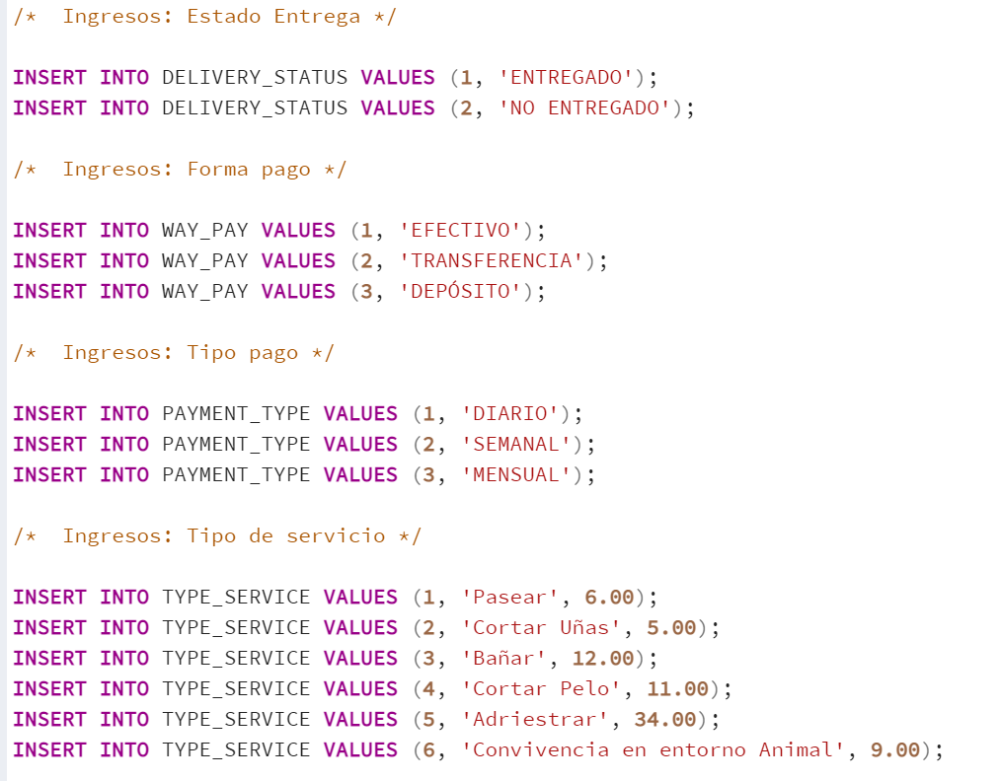 /*  Ingresos: Estado Entrega */
INSERT INTO DELIVERY_STATUS VALUES (1, 'ENTREGADO');
INSERT INTO DELIVERY_STATUS VALUES (2, 'NO ENTREGADO');
/*  Ingresos: Forma pago */
INSERT INTO WAY_PAY VALUES (1, 'EFECTIVO');
INSERT INTO WAY_PAY VALUES (2, 'TRANSFERENCIA');
INSERT INTO WAY_PAY VALUES (3, 'DEPÓSITO');
/*  Ingresos: Tipo pago */
INSERT INTO PAYMENT_TYPE VALUES (1, 'DIARIO');
INSERT INTO PAYMENT_TYPE VALUES (2, 'SEMANAL');
INSERT INTO PAYMENT_TYPE VALUES (3, 'MENSUAL');
/*  Ingresos: Tipo de servicio */
INSERT INTO TYPE_SERVICE VALUES (1, 'Pasear', 6.00);
INSERT INTO TYPE_SERVICE VALUES (2, 'Cortar Uñas', 5.00);
INSERT INTO TYPE_SERVICE VALUES (3, 'Bañar', 12.00);
INSERT INTO TYPE_SERVICE VALUES (4, 'Cortar Pelo', 11.00);
INSERT INTO TYPE_SERVICE VALUES (5, 'Adriestrar', 34.00);
INSERT INTO TYPE_SERVICE VALUES (6, 'Convivencia en entorno Animal', 9.00);